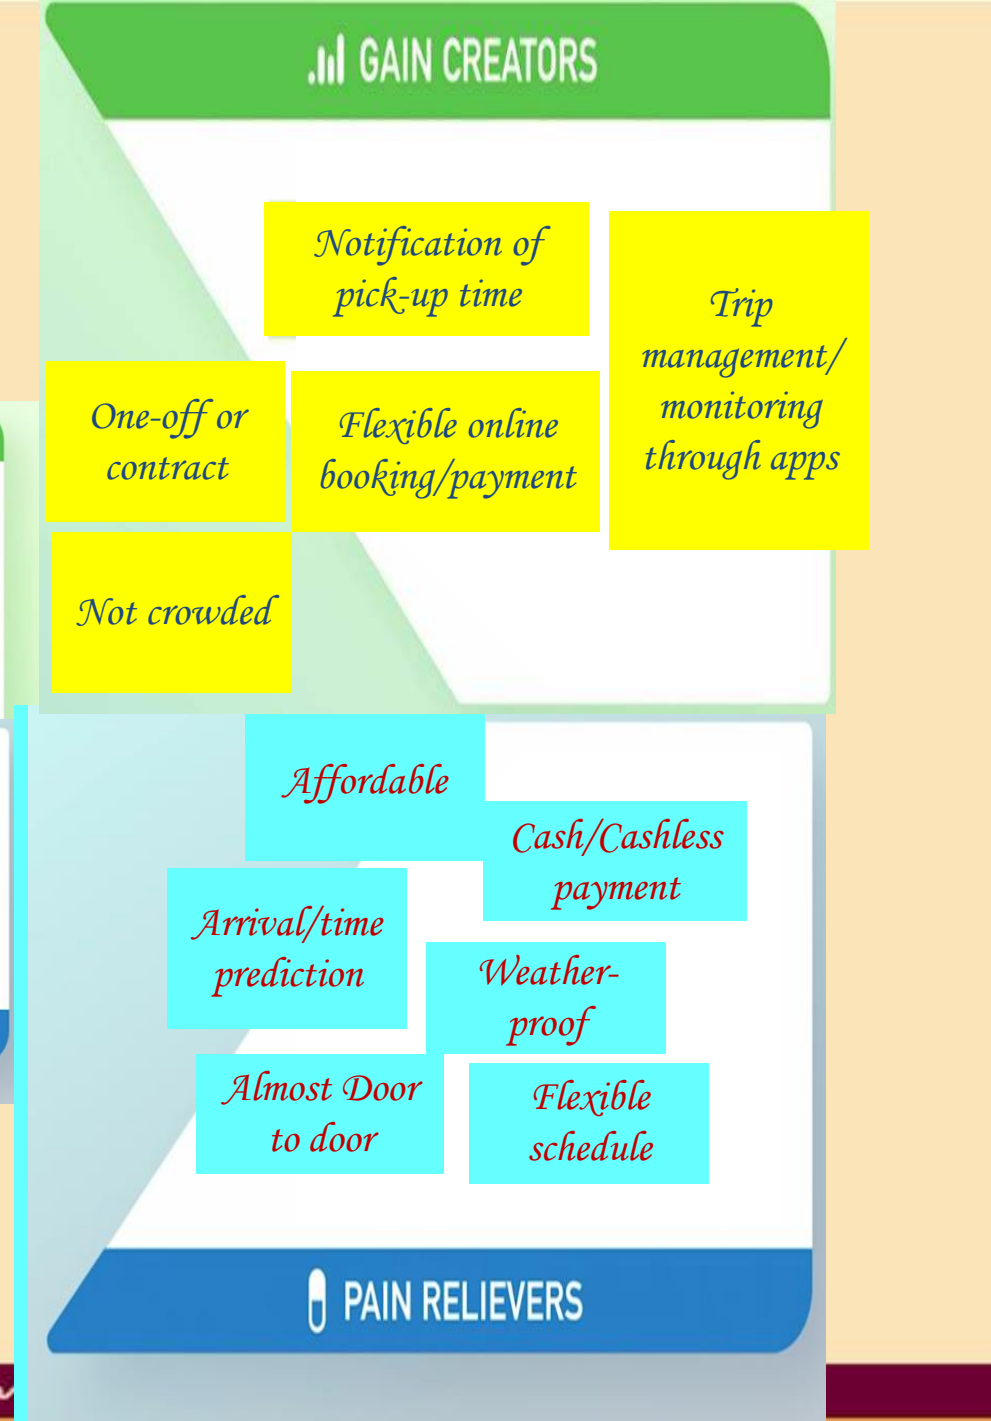 GAIN CREATORS
Notification of
pick-up time
Trip
management/
monitoring
through apps
One-off or
contract
Flexible online
booking/payment
Not crowded
Affordable
Cash/Cashless
payment
Arrival/time
prediction
Weather-
proof
Almost Door
to door
Flexible
schedule
PAIN RELIEVERS